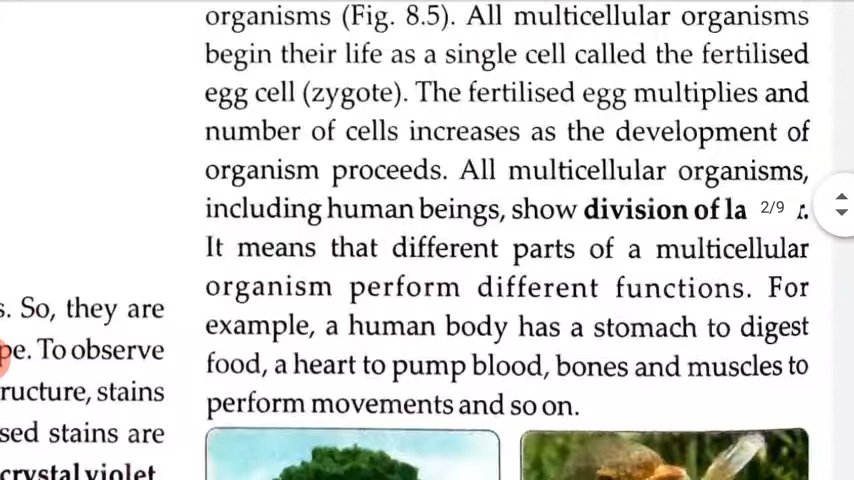 organisms (Fig. 8.5). All multicellular organisms
begin their life as a single cell called the fertilised
egg cell (zygote). The fertilised egg multiplies and
number of cells increases as the development of
organism proceeds. All multicellular organisms,
including human beings, show division of la
2/9
It means that different parts of a multicellular
organism perform different functions. For
example, a human body has a stomach to digest
food, a heart to pump blood, bones and muscles to
perform movements and so on.
s. So, they are
pe. To observe
ructure, stains
sed stains are
crystal violet